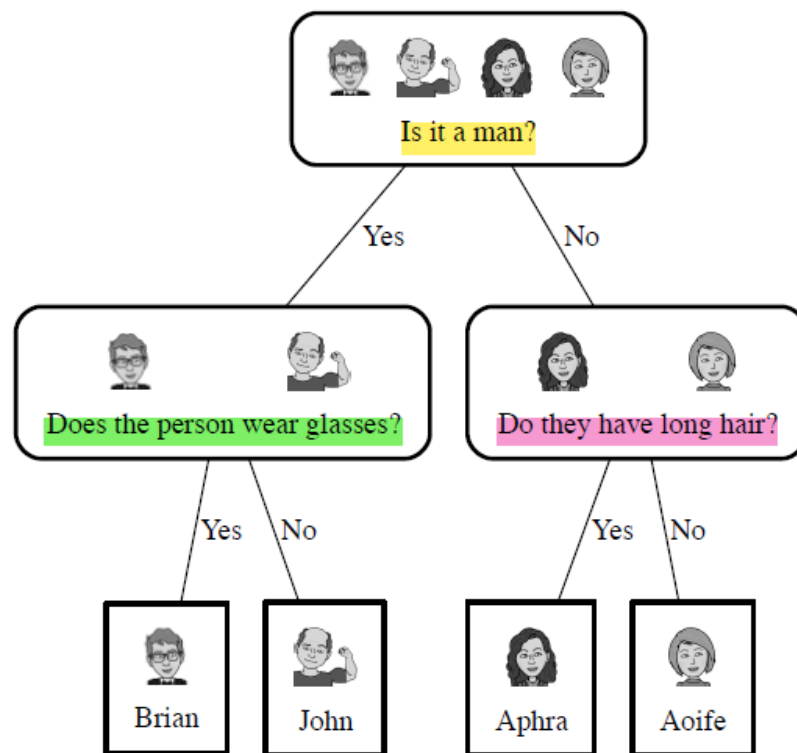 Is it a man?
Yes
No
Does the person wear glasses?
Do they have long hair?
Yes
No
Yes
No
Brian
John
Aphra
Aoife